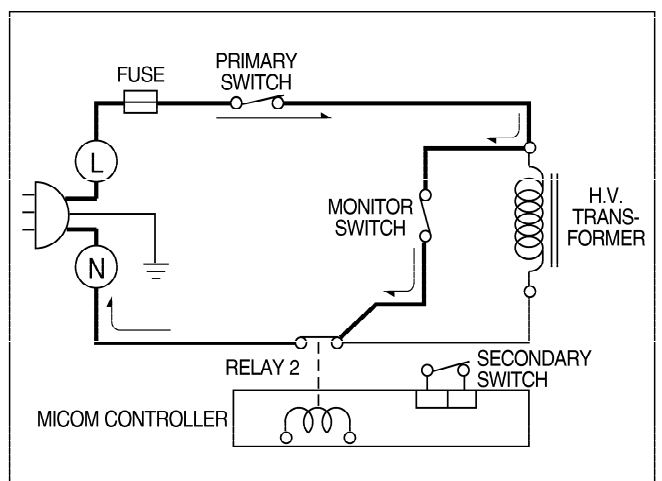 PRIMARY
SWITCH
FUSE
L
MONITOR
SWITCH
H.V.
TRANS-
FORMER
N
RELAY 2
SECONDARY
SWITCH
MICOM CONTROLLER